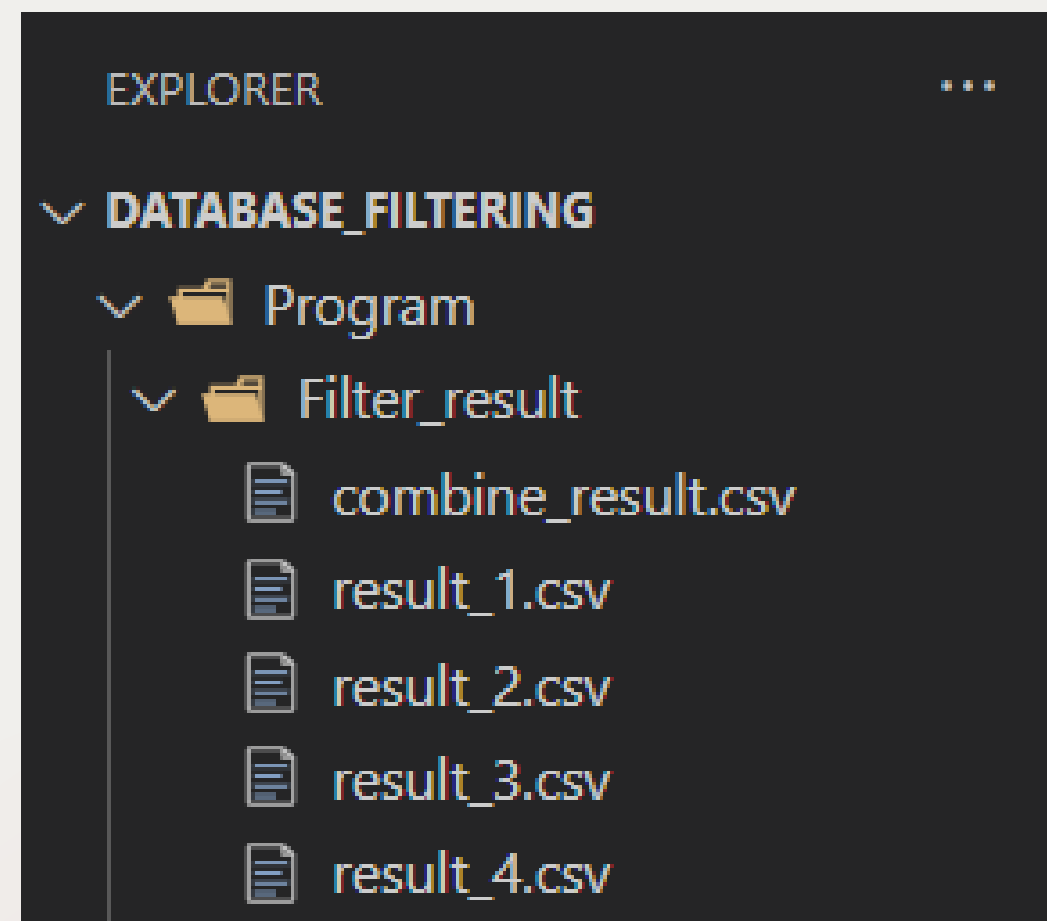 EXPLORER
DATABASE_FILTERING
Program
Filter_result
combine_result.csv
result_1.csv
result_2.csv
result_3.csv
result_4.csv